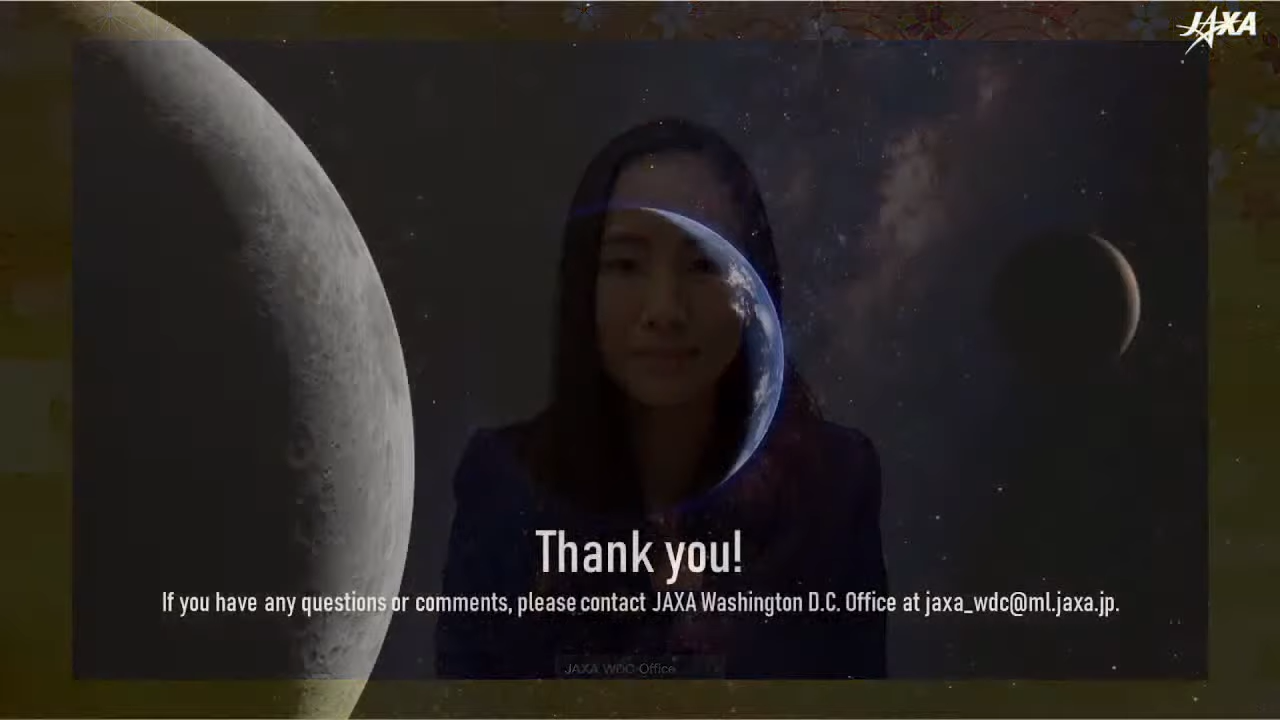 JAXA
Thank you!
If you have any questions or comments, please contact JAXA Washington D.C. Office at jaxa_wdc@ml.jaxa.jp.
JAXA WDC Office